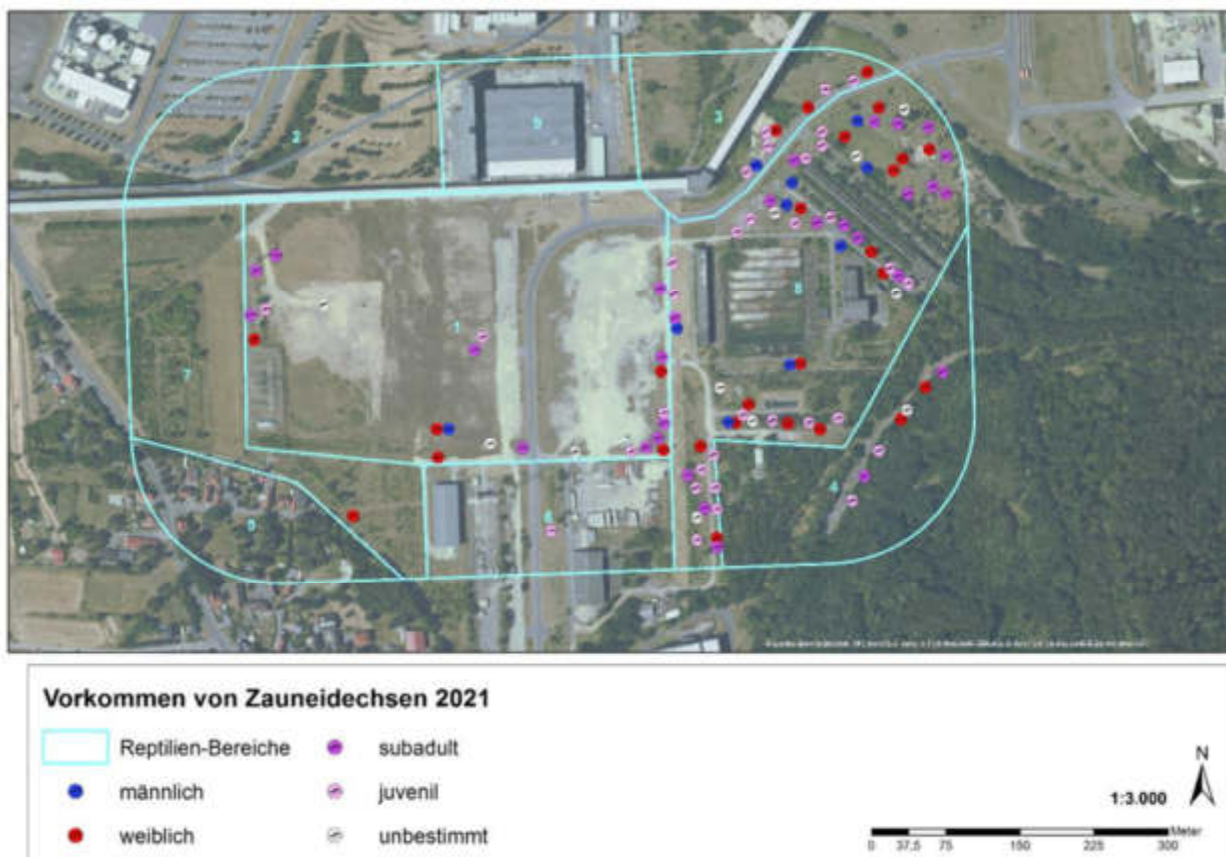 2
9
3
1
8
7
4
6
Vorkommen von Zauneidechsen 2021
Reptilien-Bereiche
subadult
männlich
juvenil
weiblich
unbestimmt
N
1:3.000
Meter
0 37,5 75 150 225 300